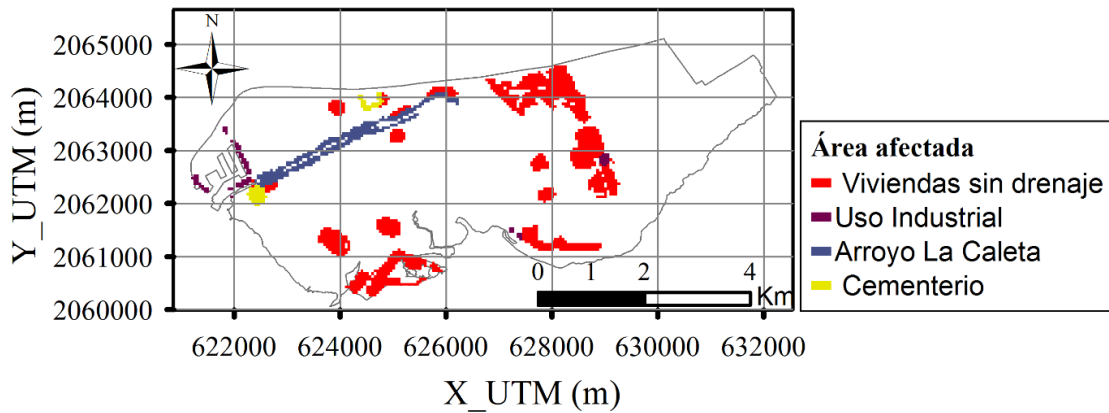 N
2065000
2064000
2063000
2062000
2061000
2060000
Y_UTM (m)
622000 624000 626000 628000 630000 632000
X_UTM (m)
0 1 2 4
Km
Área afectada
Viviendas sin drenaje
Uso Industrial
Arroyo La Caleta
Cementerio